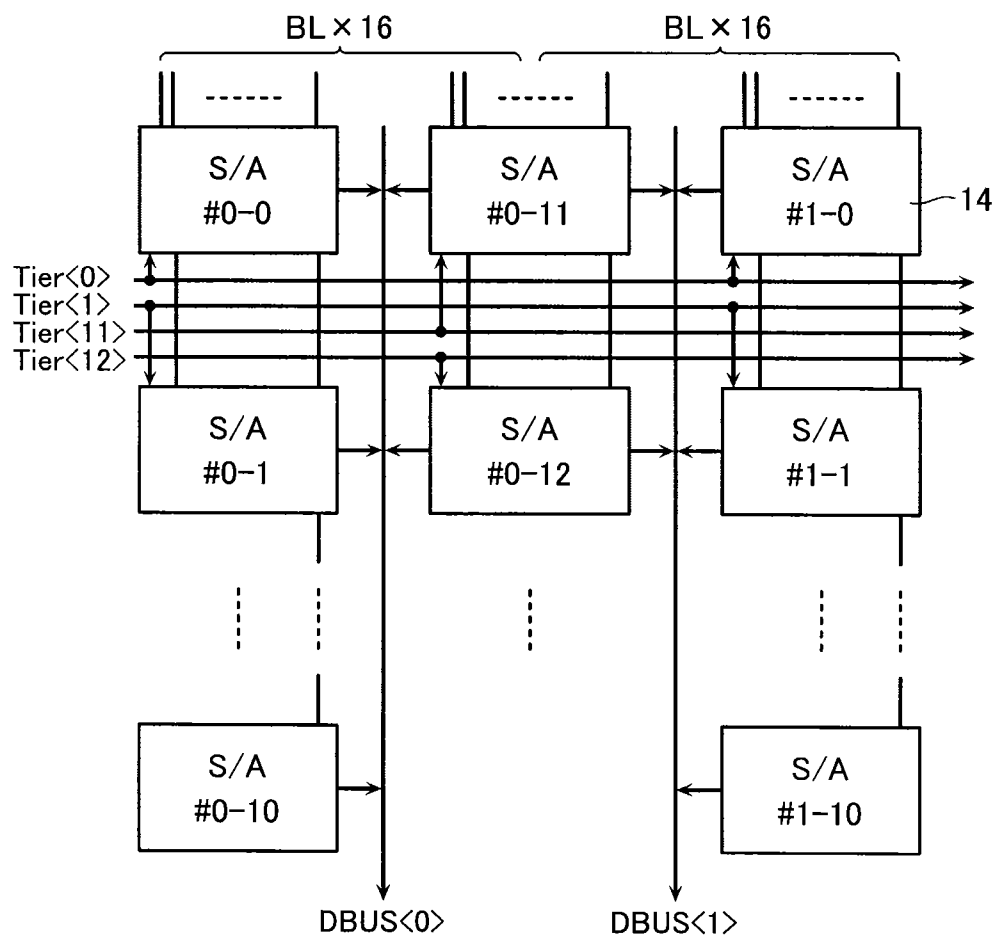 BL×16
BL×16
S/A
#0-0
S/A
#0-11
S/A
#1-0
14
Tier<0>
Tier<1>
Tier<11>
Tier<12>
S/A
#0-1
S/A
#0-12
S/A
#1-1
S/A
#0-10
S/A
#1-10
DBUS<0>
DBUS<1>